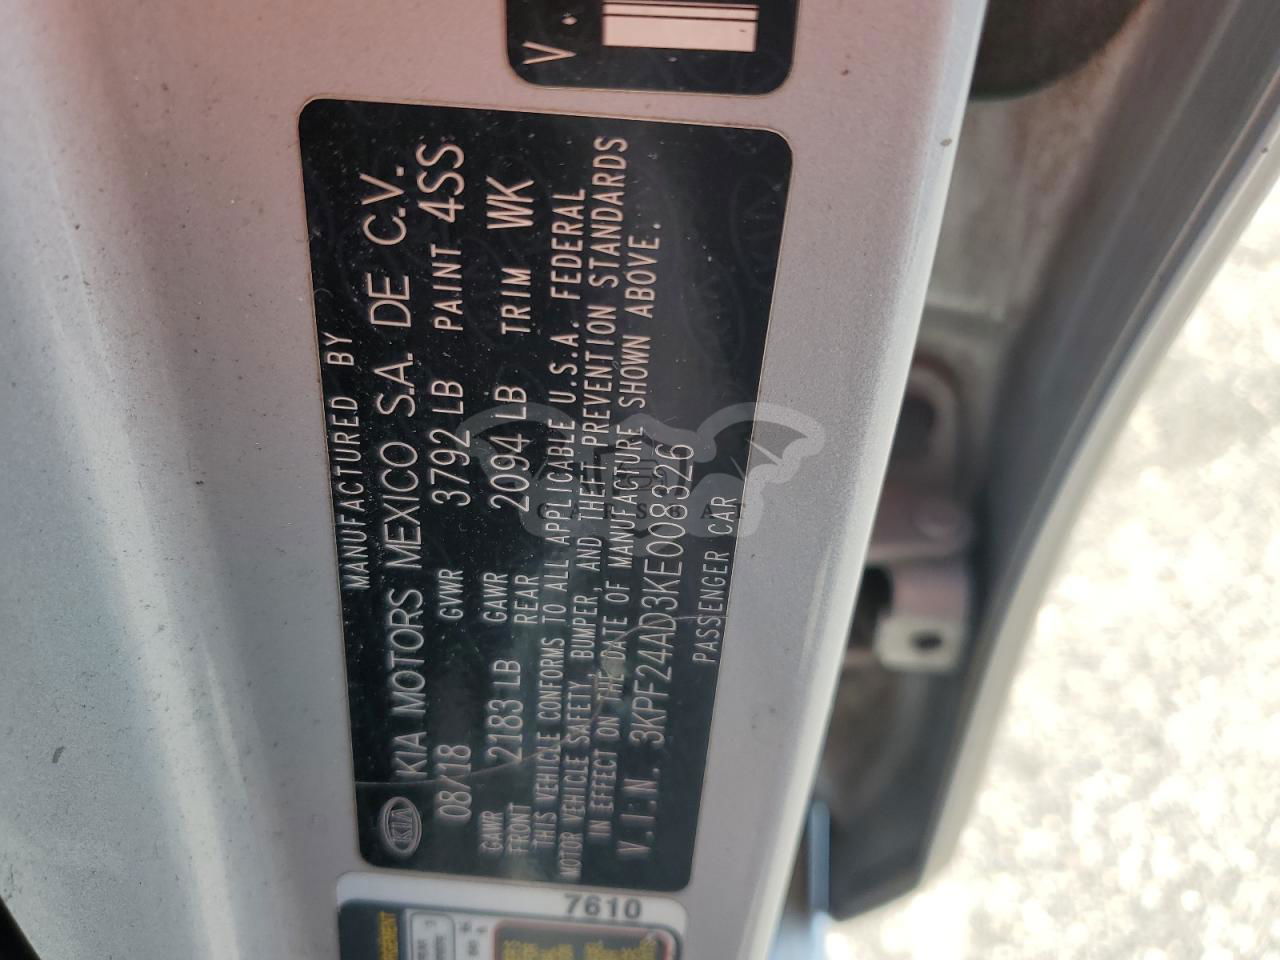 V.
MANUFACTURED BY
KIA KIA MOTORS MEXICO S.A. DE C.V.
08/18 GVWR 3792 LB PAINT 4SS
GAWR FRONT 2183 LB GAWR REAR 2094 LB TRIM WK
THIS VEHICLE CONFORMS TO ALL APPLICABLE U.S.A. FEDERAL
MOTOR VEHICLE SAFETY, BUMPER, AND THEFT PREVENTION STANDARDS
IN EFFECT ON THE DATE OF MANUFACTURE SHOWN ABOVE.
V.I.N. 3KPF24AD3KE008326
PASSENGER CAR
CARSBAT
7610